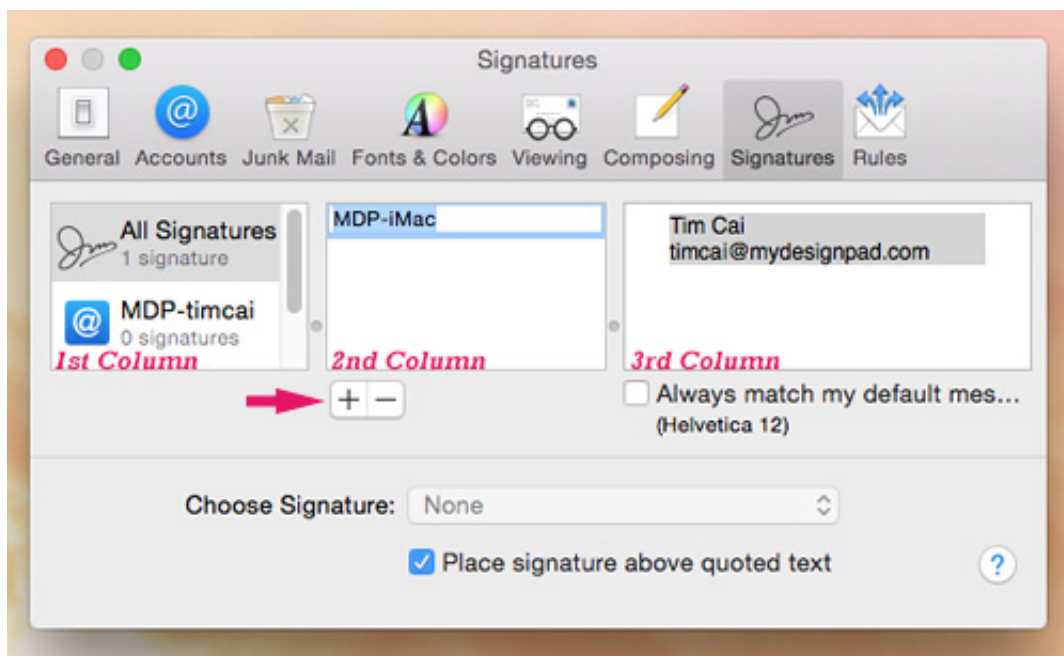 Signatures
General Accounts Junk Mail Fonts & Colors Viewing Composing Signatures Rules
All Signatures
1 signature
MDP-timcai
0 signatures
1st Column
MDP-iMac
2nd Column
Tim Cai
timcai@mydesignpad.com
3rd Column
+ −
Always match my default mes...
(Helvetica 12)
Choose Signature: None
Place signature above quoted text
?